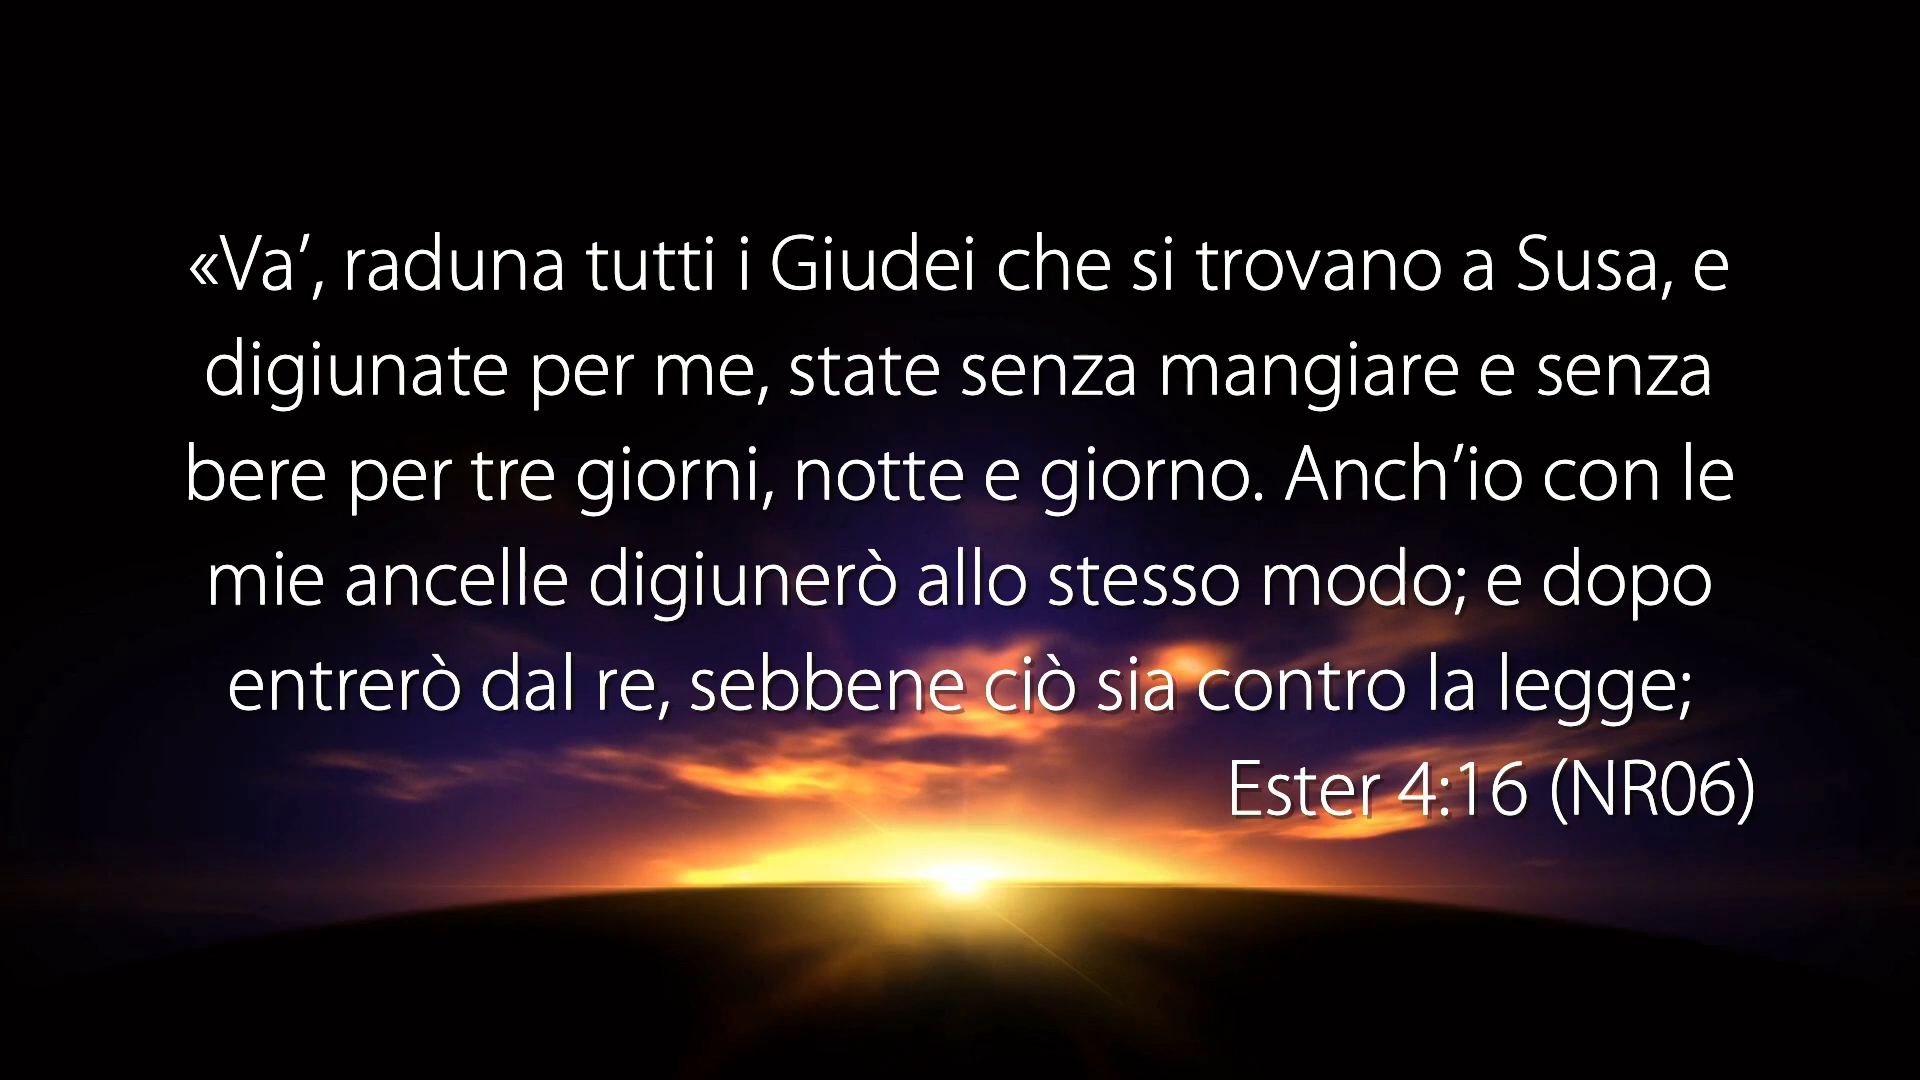 «Va’, raduna tutti i Giudei che si trovano a Susa, e
digiunate per me, state senza mangiare e senza
bere per tre giorni, notte e giorno. Anch’io con le
mie ancelle digiunerò allo stesso modo; e dopo
entrerò dal re, sebbene ciò sia contro la legge;
Ester 4:16 (NR06)